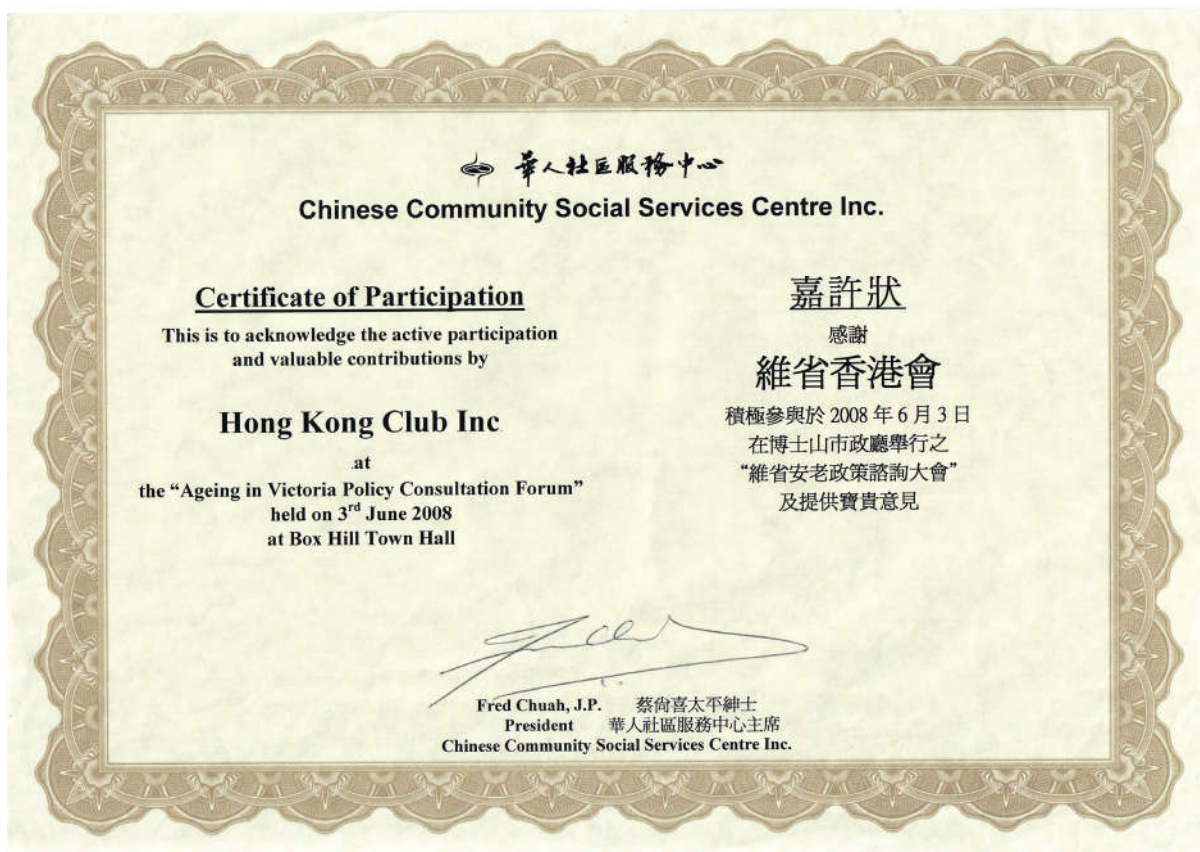 華人社區服務中心
Chinese Community Social Services Centre Inc.
Certificate of Participation
This is to acknowledge the active participation
and valuable contributions by
Hong Kong Club Inc
at
the “Ageing in Victoria Policy Consultation Forum”
held on 3rd June 2008
at Box Hill Town Hall
嘉許狀
感謝
維省香港會
積極參與於 2008 年 6 月 3 日
在博士山市政廳舉行之
“維省安老政策諮詢大會”
及提供寶貴意見
Fred Chuah, J.P. 蔡尙喜太平紳士
President 華人社區服務中心主席
Chinese Community Social Services Centre Inc.